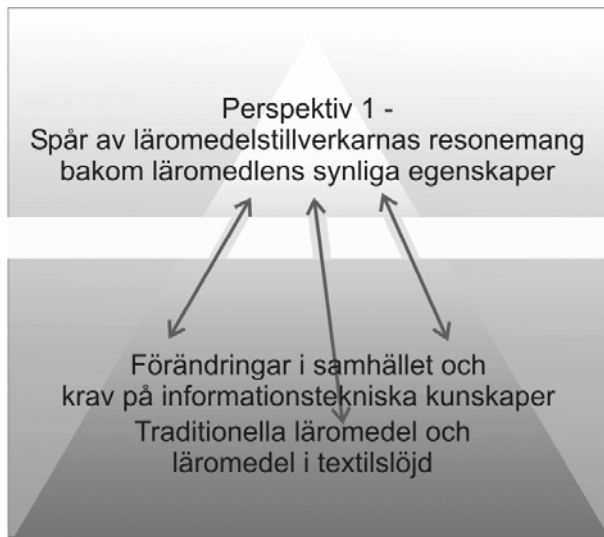 Perspektiv 1 -
Spår av läromedelstillverkarnas resonemang
bakom läromedlens synliga egenskaper
Förändringar i samhället och
krav på informationstekniska kunskaper
Traditionella läromedel och
läromedel i textilslöjd